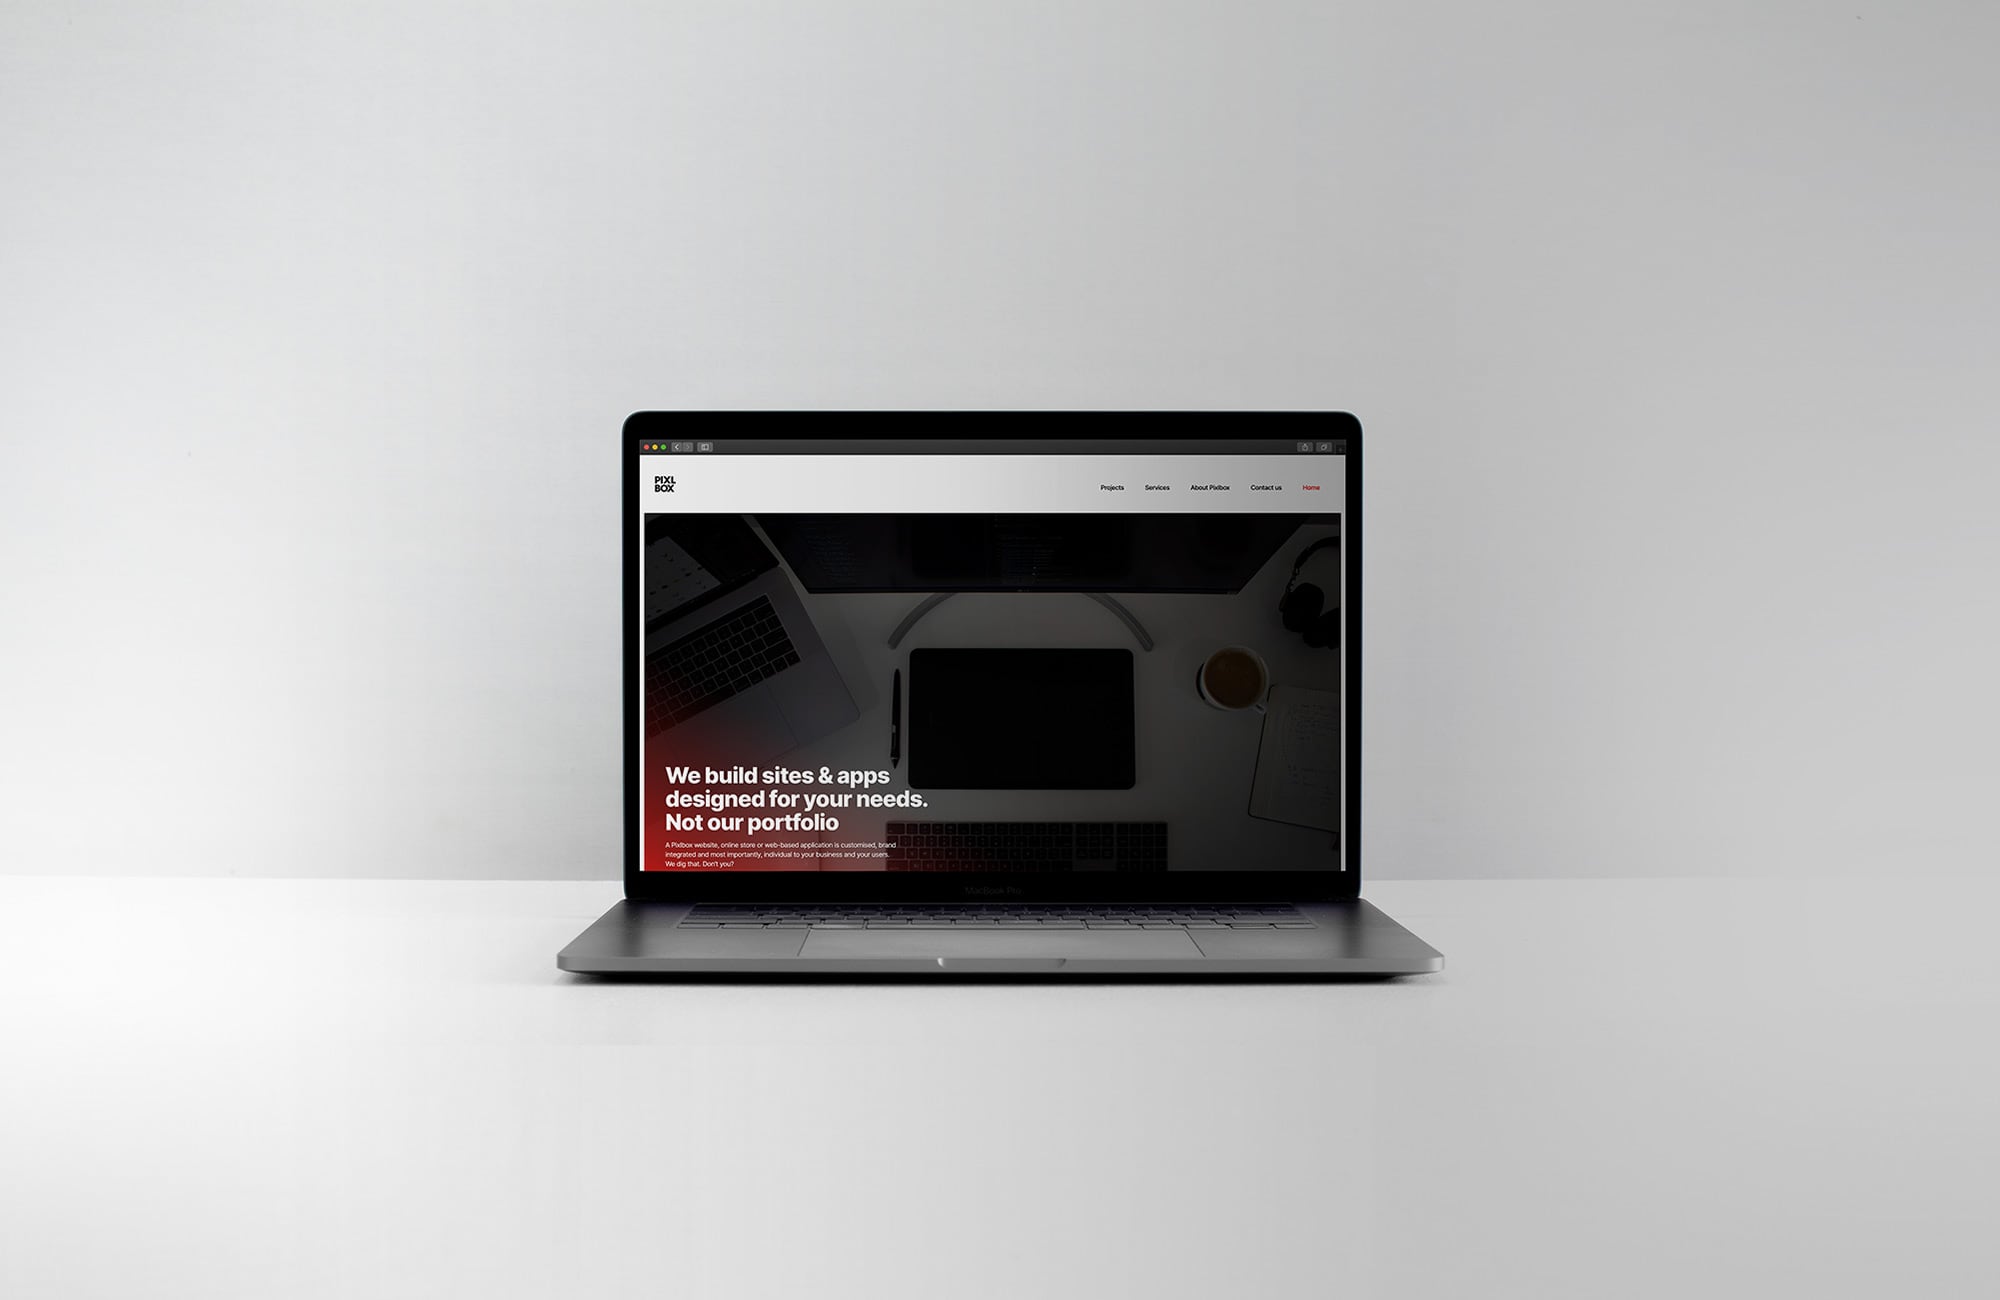 PIXL
BOX
Projects Services About Pixlbox Contact us Home
We build sites & apps
designed for your needs.
Not our portfolio
A Pixlbox website, online store or web-based application is customised, brand
integrated and most importantly, individual to your business and your users.
We dig that. Don't you?
MacBook Pro